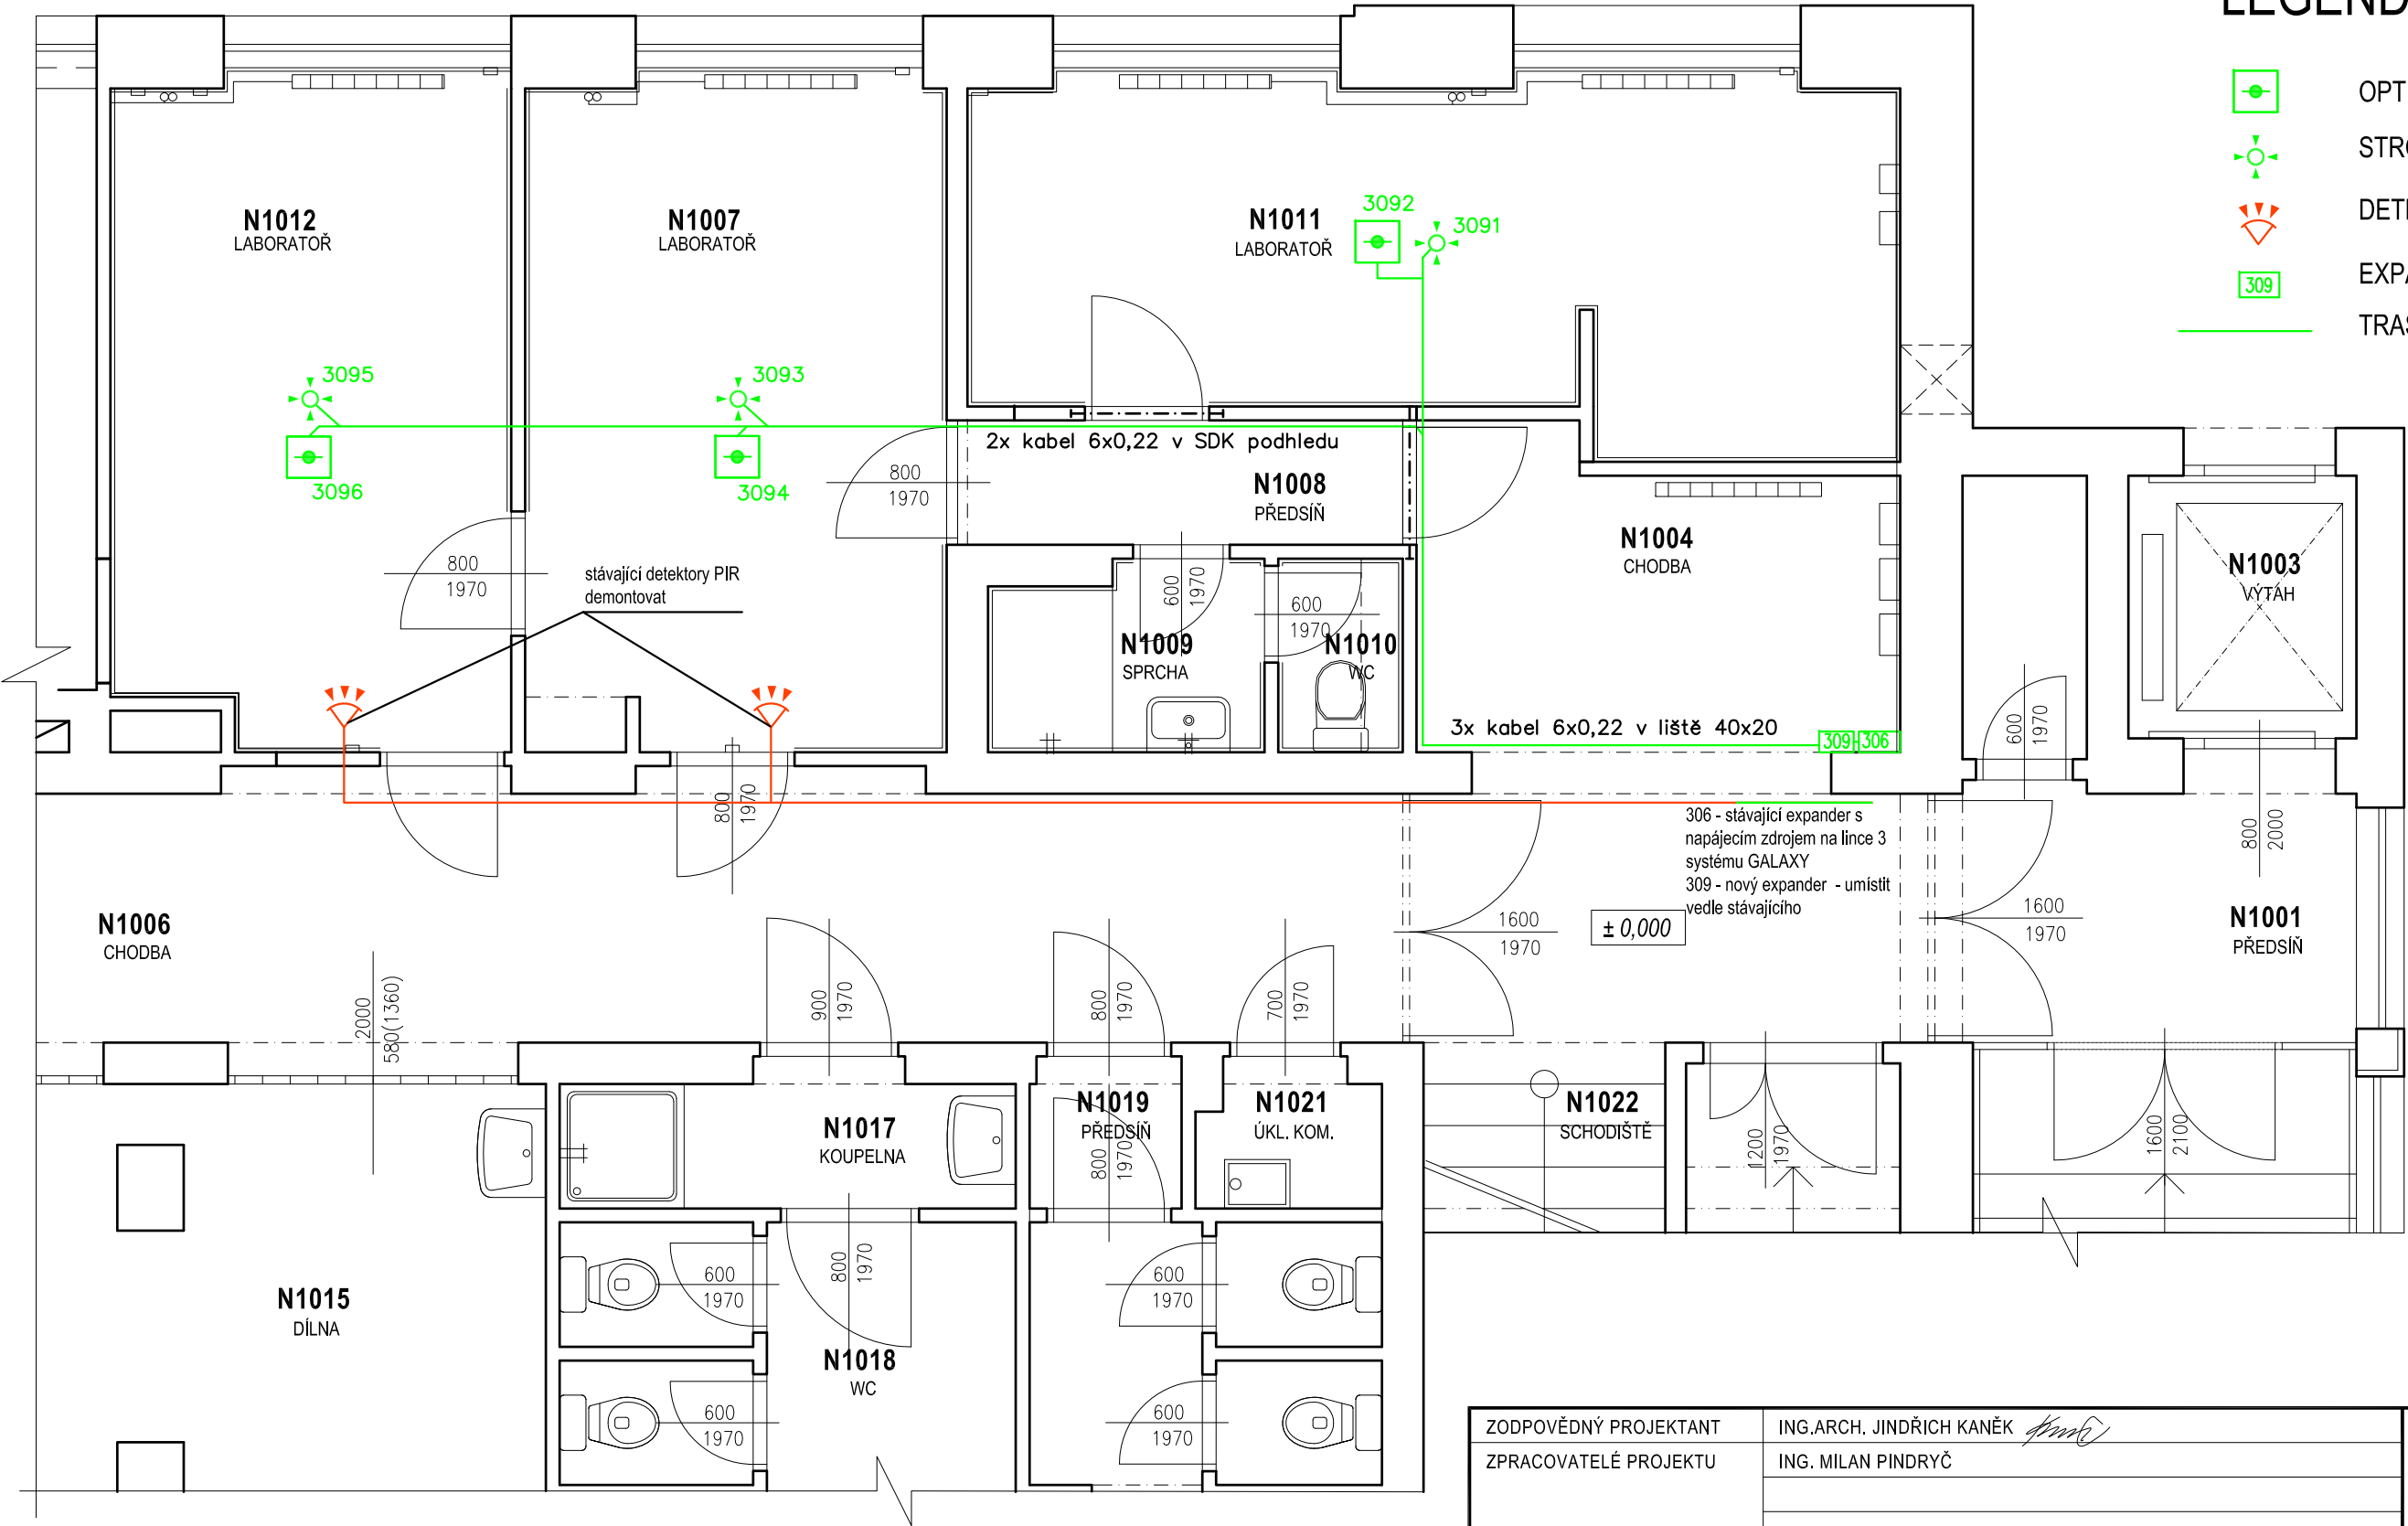 LEGEND
OPT
STRO
DETE
309 EXPA
TRAS
N1012
LABORATOŘ
N1007
LABORATOŘ
N1011
LABORATOŘ
3092
3091
3095
3093
3096
3094
2x kabel 6x0,22 v SDK podhledu
800
1970
N1008
PŘEDSÍŇ
N1004
CHODBA
N1003
VÝTAH
800
1970
stávající detektory PIR
demontovat
600
1970
600
1970
N1009
SPRCHA
N1010
WC
3x kabel 6x0,22 v liště 40x20
309 306
600
1970
800
1970
306 - stávající expander s
napájecím zdrojem na lince 3
systému GALAXY
309 - nový expander - umístit
vedle stávajícího
800
2000
N1006
CHODBA
1600
1970
± 0,000
1600
1970
N1001
PŘEDSÍŇ
2000
580(1360)
900
1970
800
1970
700
1970
N1017
KOUPELNA
N1019
PŘEDSÍŇ
800
1970
N1021
ÚKL. KOM.
N1022
SCHODIŠTĚ
1200
1970
1600
2100
N1015
DÍLNA
600
1970
800
1970
600
1970
N1018
WC
600
1970
600
1970
ZODPOVĚDNÝ PROJEKTANT ING.ARCH. JINDŘICH KANĚK
ZPRACOVATELÉ PROJEKTU ING. MILAN PINDRYČ